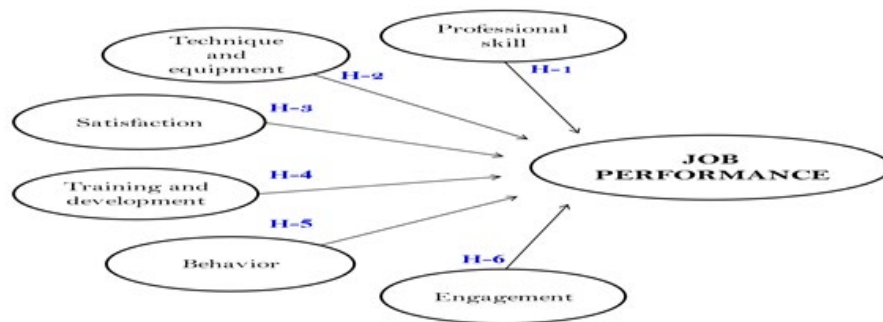 Professional
skill
H-1
Technique
and
equipment
H-2
Satisfaction
H-3
Training and
development
H-4
Behavior
H-5
Engagement
H-6
JOB
PERFORMANCE